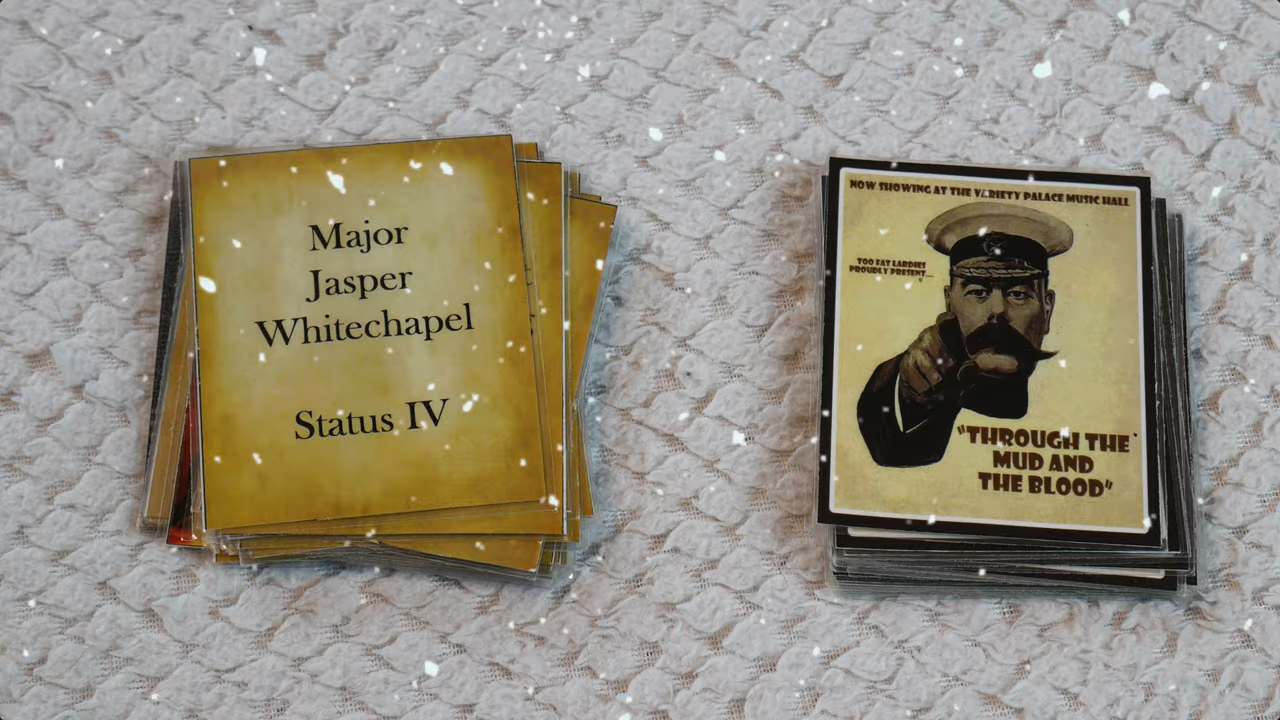 Major
Jasper
Whitechapel
Status IV
NOW SHOWING AT THE VARIETY PALACE MUSIC HALL
TOO FAT LARDIES
PROUDLY PRESENT...
"THROUGH THE
MUD AND
THE BLOOD"